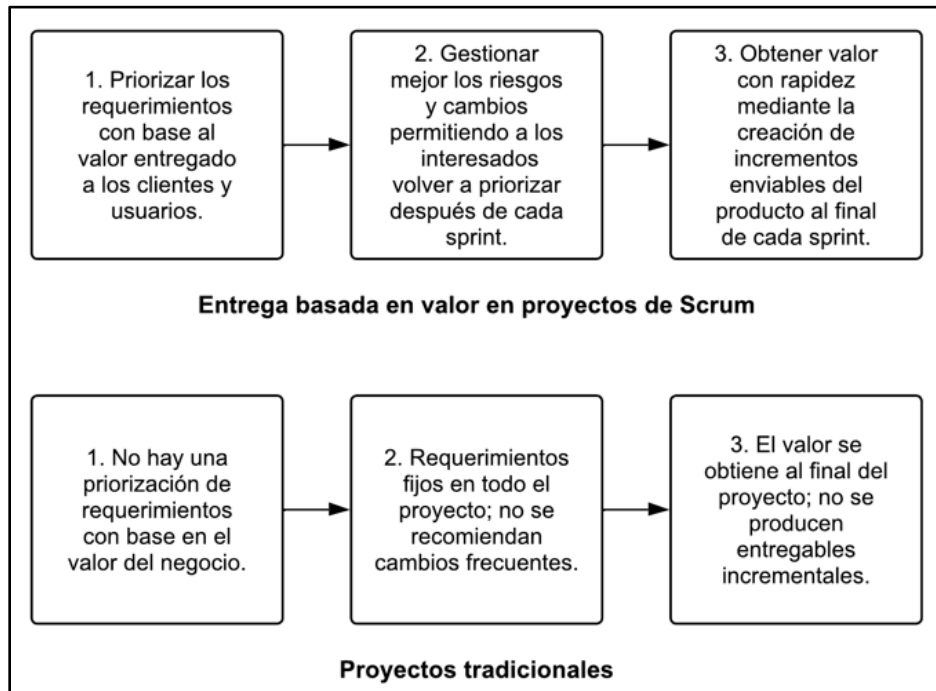 1. Priorizar los
requerimientos
con base al
valor entregado
a los clientes y
usuarios.
2. Gestionar
mejor los riesgos
y cambios
permitiendo a los
interesados
volver a priorizar
después de cada
sprint.
3. Obtener valor
con rapidez
mediante la
creación de
incrementos
enviables del
producto al final
de cada sprint.
Entrega basada en valor en proyectos de Scrum
1. No hay una
priorización de
requerimientos
con base en el
valor del negocio.
2. Requerimientos
fijos en todo el
proyecto; no se
recomiendan
cambios frecuentes.
3. El valor se
obtiene al final del
proyecto; no se
producen
entregables
incrementales.
Proyectos tradicionales